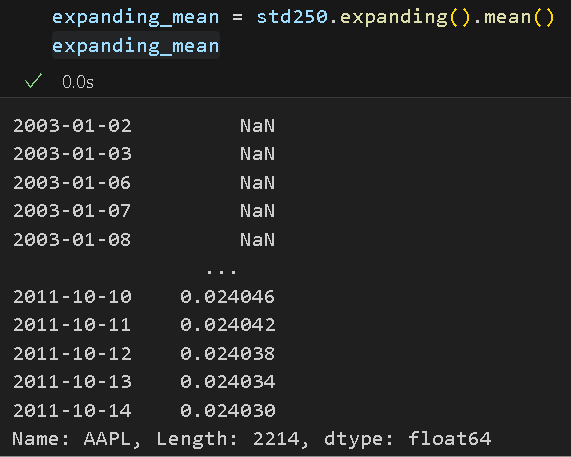 expanding_mean = std250.expanding().mean()
expanding_mean
0.0s
2003-01-02 NaN
2003-01-03 NaN
2003-01-06 NaN
2003-01-07 NaN
2003-01-08 NaN
...
2011-10-10 0.024046
2011-10-11 0.024042
2011-10-12 0.024038
2011-10-13 0.024034
2011-10-14 0.024030
Name: AAPL, Length: 2214, dtype: float64